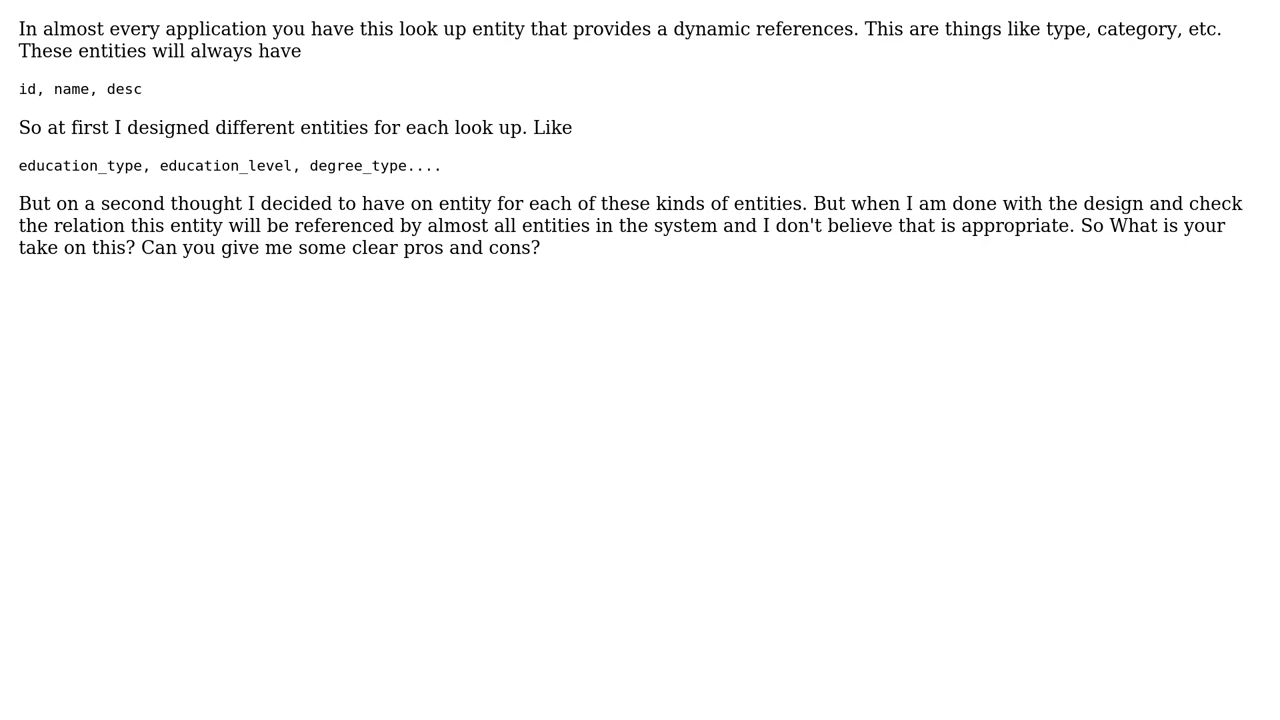 In almost every application you have this look up entity that provides a dynamic references. This are things like type, category, etc.
These entities will always have
id, name, desc
So at first I designed different entities for each look up. Like
education_type, education_level, degree_type....
But on a second thought I decided to have on entity for each of these kinds of entities. But when I am done with the design and check
the relation this entity will be referenced by almost all entities in the system and I don't believe that is appropriate. So What is your
take on this? Can you give me some clear pros and cons?